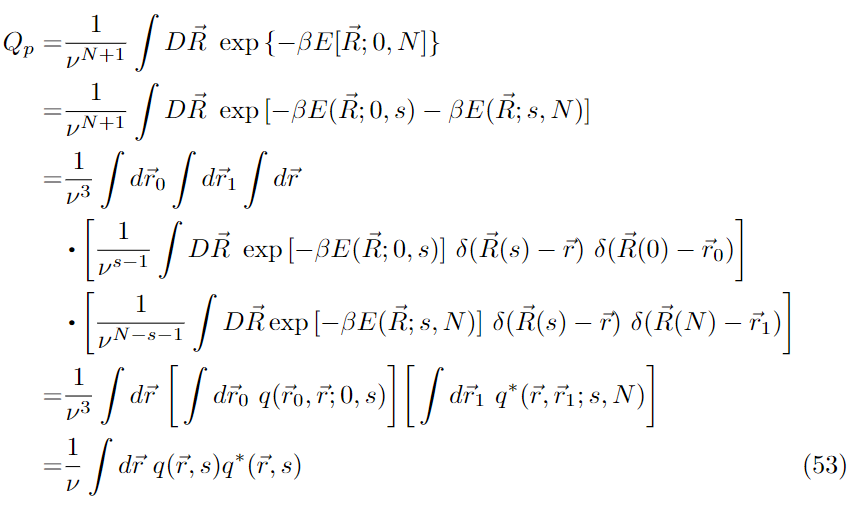 Q_p = \frac{1}{\nu^{N+1}} \int D\vec{R} \ \exp\{-\beta E[\vec{R}; 0, N]\}
= \frac{1}{\nu^{N+1}} \int D\vec{R} \ \exp[-\beta E(\vec{R}; 0, s) - \beta E(\vec{R}; s, N)]
= \frac{1}{\nu^3} \int d\vec{r}_0 \int d\vec{r}_1 \int d\vec{r}
\bullet \left[ \frac{1}{\nu^{s-1}} \int D\vec{R} \ \exp[-\beta E(\vec{R}; 0, s)] \ \delta(\vec{R}(s) - \vec{r}) \ \delta(\vec{R}(0) - \vec{r}_0) \right]
\bullet \left[ \frac{1}{\nu^{N-s-1}} \int D\vec{R} \exp[-\beta E(\vec{R}; s, N)] \ \delta(\vec{R}(s) - \vec{r}) \ \delta(\vec{R}(N) - \vec{r}_1) \right]
= \frac{1}{\nu^3} \int d\vec{r} \left[ \int d\vec{r}_0 \ q(\vec{r}_0, \vec{r}; 0, s) \right] \left[ \int d\vec{r}_1 \ q^*(\vec{r}, \vec{r}_1; s, N) \right]
= \frac{1}{\nu} \int d\vec{r} \ q(\vec{r}, s) q^*(\vec{r}, s) (53)